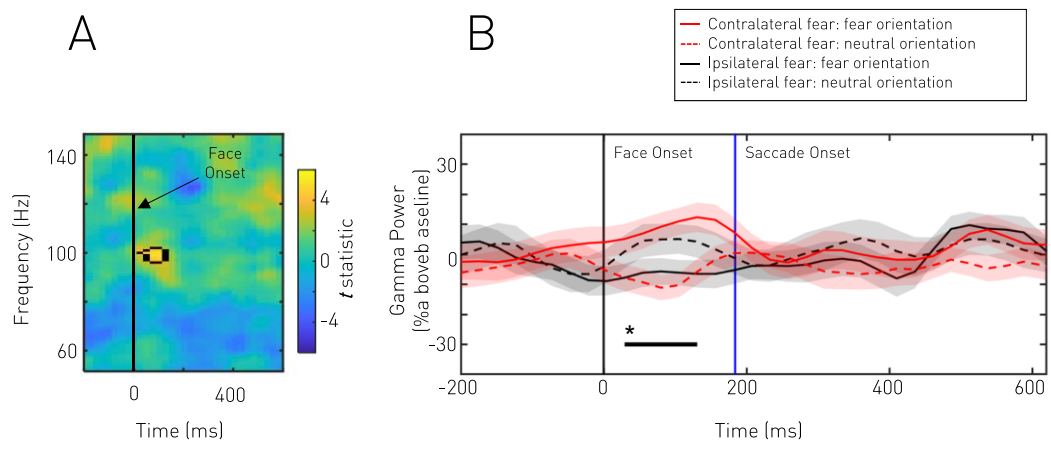 A
B
Contralateral fear: fear orientation
Contralateral fear: neutral orientation
Ipsilateral fear: fear orientation
Ipsilateral fear: neutral orientation
Face
Onset
Frequency (Hz)
140
100
60
0
400
Time (ms)
4
0
-4
t statistic
Face Onset
Saccade Onset
*
Gamma Power
(%a boveb aseline)
30
0
-30
-200
0
200
400
600
Time (ms)